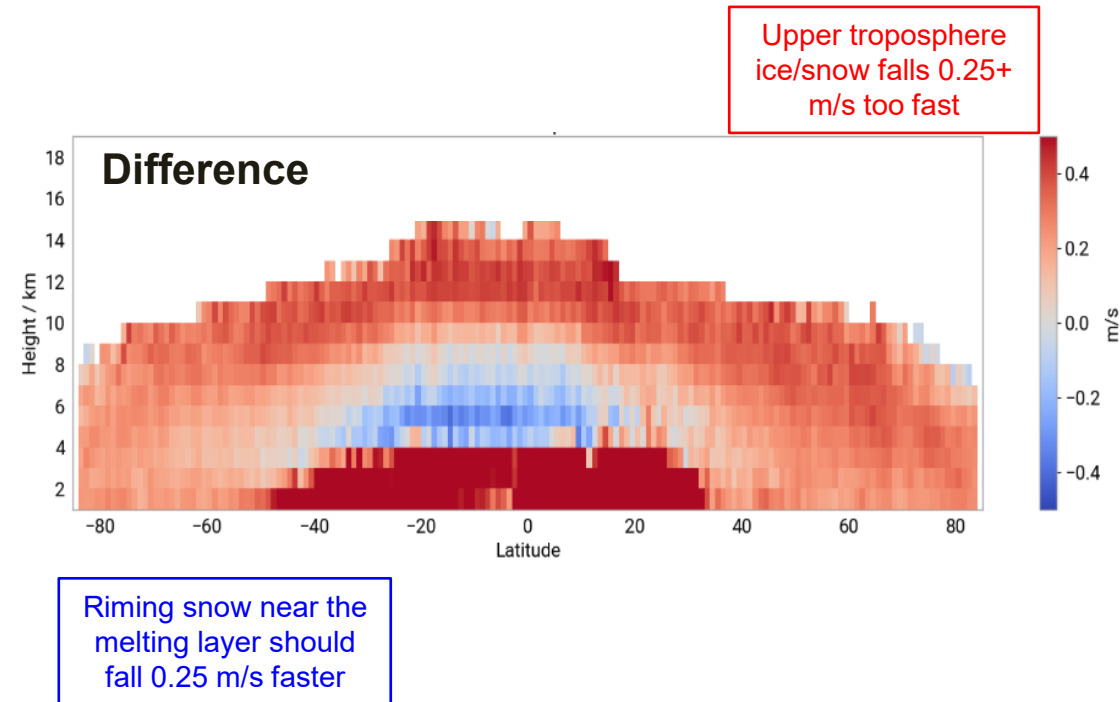 Upper troposphere
ice/snow falls 0.25+
m/s too fast
Difference
18
16
14
12
10
8
6
4
2
Height / km
−80
−60
−40
−20
0
20
40
60
80
Latitude
0.4
0.2
0.0
−0.2
−0.4
m/s
Riming snow near the
melting layer should
fall 0.25 m/s faster